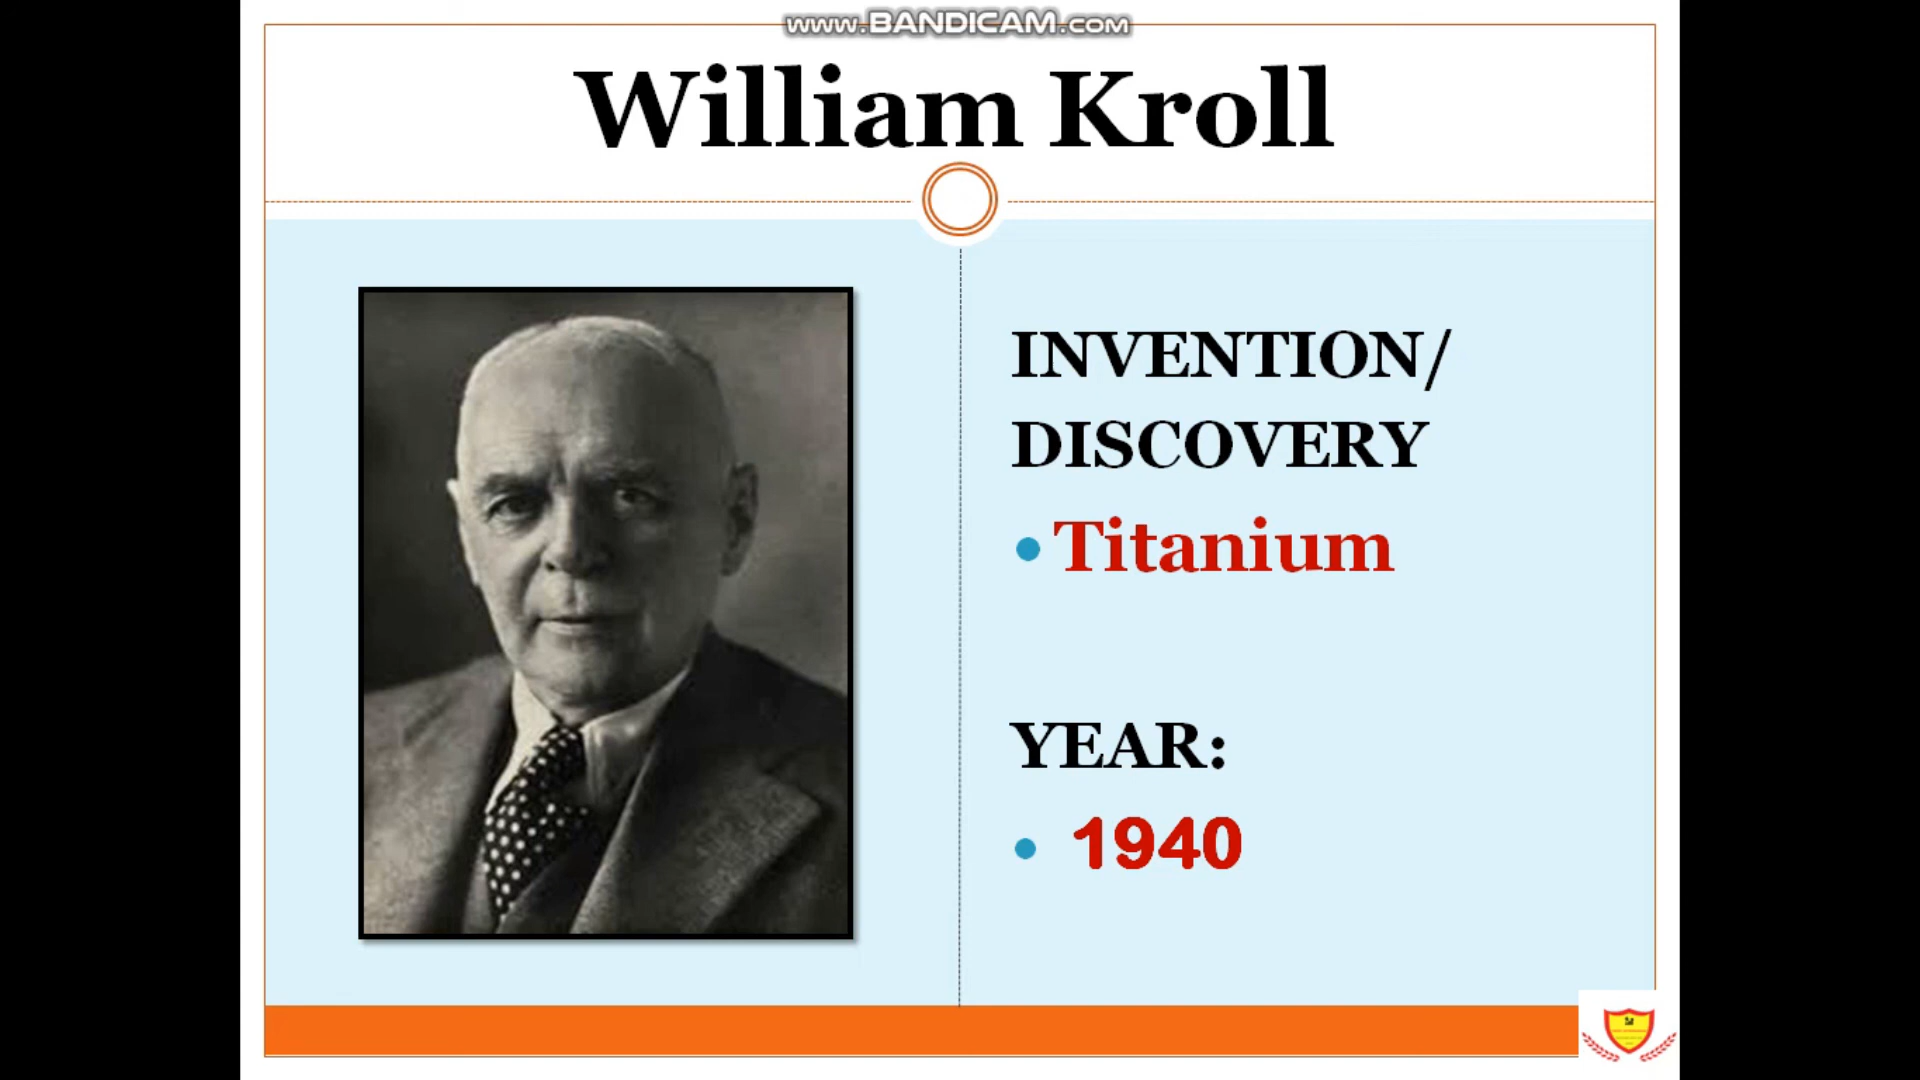 www.BANDICAM.com
William Kroll
INVENTION/
DISCOVERY
• Titanium
YEAR:
• 1940